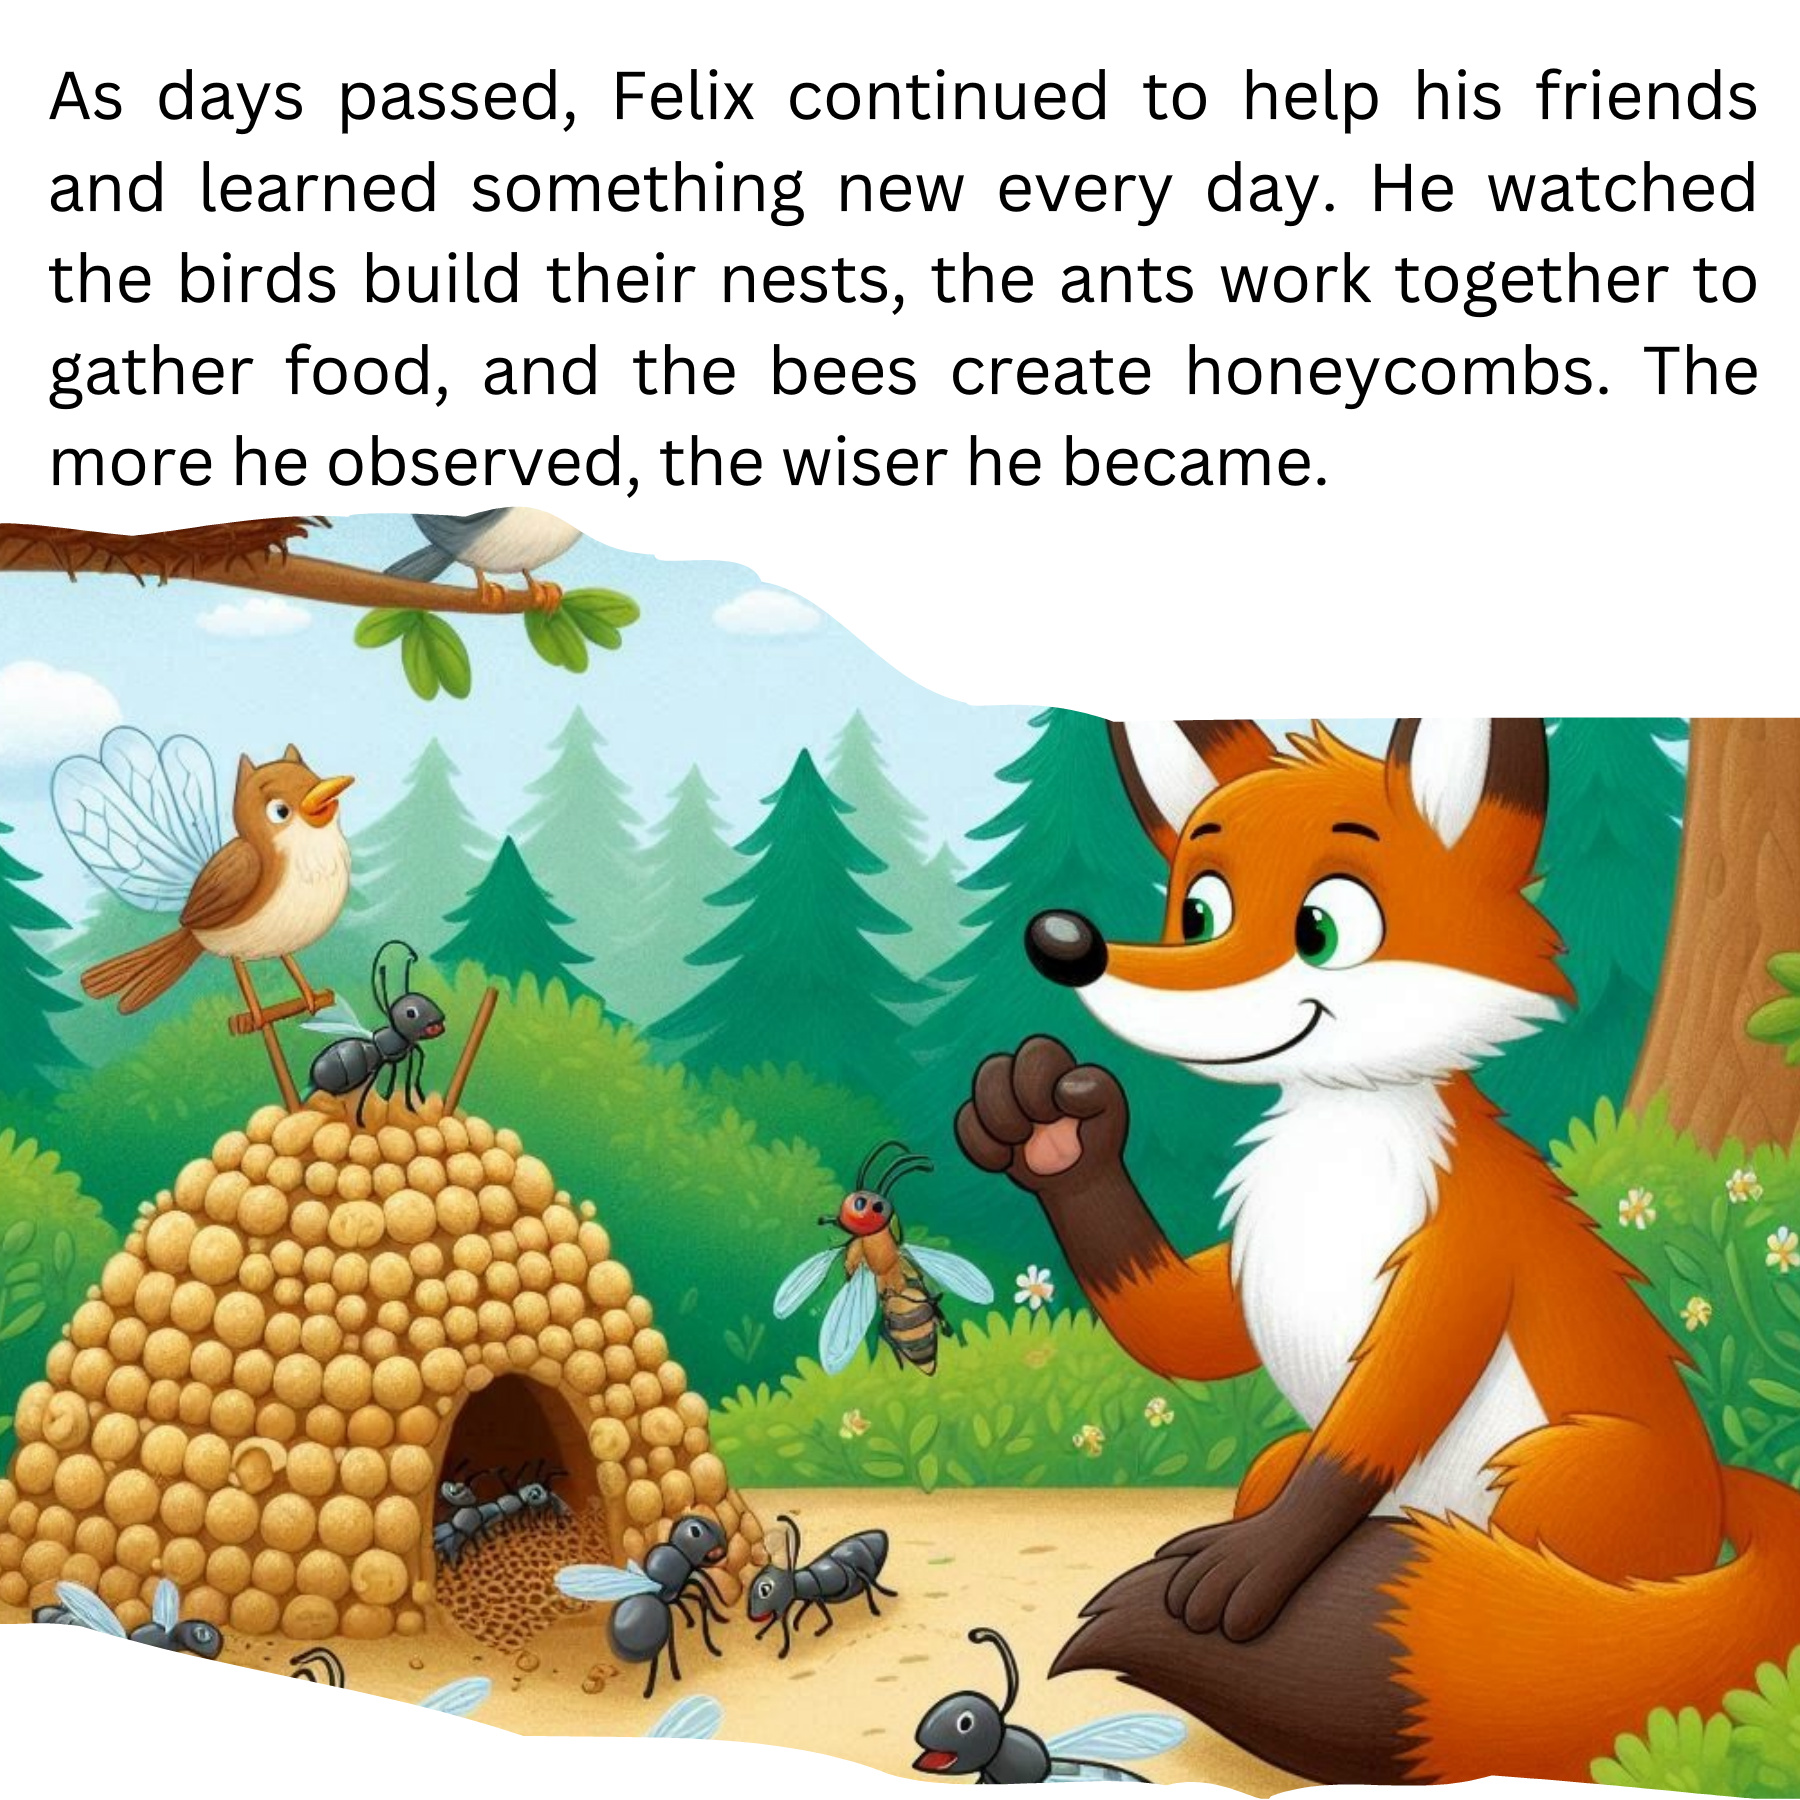 As days passed, Felix continued to help his friends
and learned something new every day. He watched
the birds build their nests, the ants work together to
gather food, and the bees create honeycombs. The
more he observed, the wiser he became.